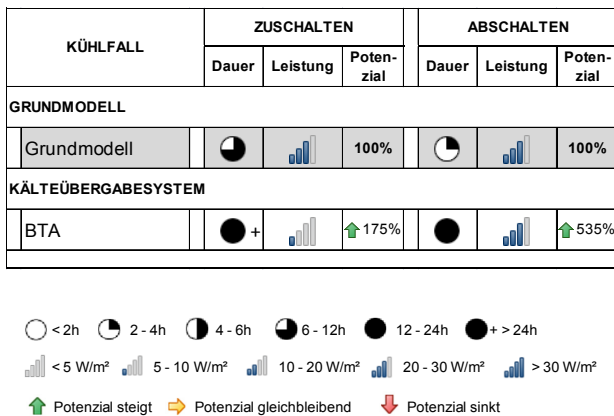 KÜHLFALL ZUSCHALTEN ABSCHALTEN
Dauer Leistung Poten-zial Dauer Leistung Poten-zial
GRUNDMODELL
Grundmodell 100% 100%
KÄLTEÜBERGABESYSTEM
BTA + 175% 535%
< 2h 2 - 4h 4 - 6h 6 - 12h 12 - 24h + > 24h
< 5 W/m² 5 - 10 W/m² 10 - 20 W/m² 20 - 30 W/m² > 30 W/m²
Potenzial steigt Potenzial gleichbleibend Potenzial sinkt